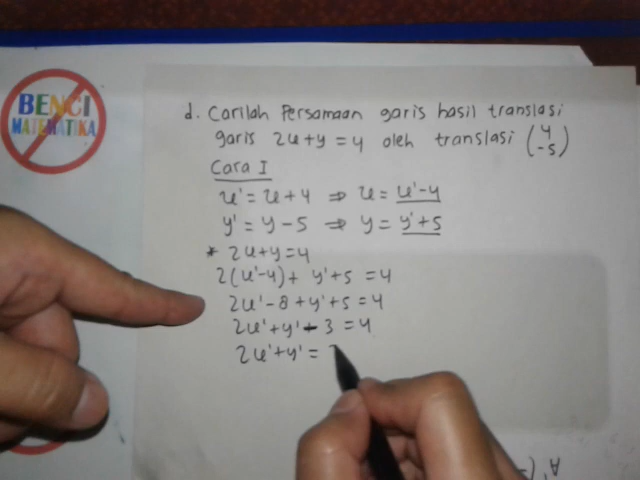 BENCI
MATEMATIKA
d. Carilah Persamaan garis hasil translasi
garis 2x+y=4 oleh translasi (4
-5)
Cara I
x'=x+4 ⇒ x=x'-4
y'=y-5 ⇒ y=y'+5
* 2x+y=4
2(x'-4)+ y'+5 =4
2x'-8+y'+5=4
2x'+y'-3=4
2x'+y'=